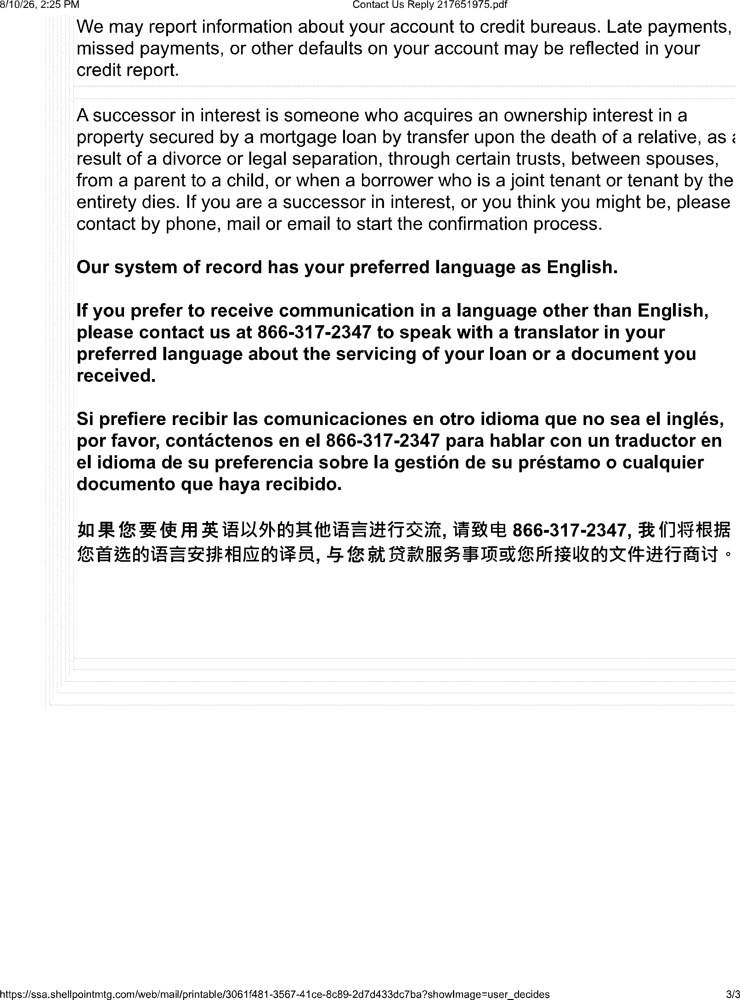 8/10/26, 2:25 PM
Contact Us Reply 217651975.pdf
We may report information about your account to credit bureaus. Late payments,
missed payments, or other defaults on your account may be reflected in your
credit report.
A successor in interest is someone who acquires an ownership interest in a
property secured by a mortgage loan by transfer upon the death of a relative, as
result of a divorce or legal separation, through certain trusts, between spouses,
from a parent to a child, or when a borrower who is a joint tenant or tenant by the
entirety dies. If you are a successor in interest, or you think you might be, please
contact by phone, mail or email to start the confirmation process.
Our system of record has your preferred language as English.
If you prefer to receive communication in a language other than English,
please contact us at 866-317-2347 to speak with a translator in your
preferred language about the servicing of your loan or a document you
received.
Si prefiere recibir las comunicaciones en otro idioma que no sea el inglés,
por favor, contáctenos en el 866-317-2347 para hablar con un traductor en
el idioma de su preferencia sobre la gestión de su préstamo o cualquier
documento que haya recibido.
如果您要使用英语以外的其他语言进行交流, 请致电 866-317-2347, 我们将根据
您首选的语言安排相应的译员, 与您就贷款服务事项或您所接收的文件进行商讨。
https://ssa.shellpointmtg.com/web/mail/printable/3061f481-3567-41ce-8c89-2d7d433dc7ba?showImage=user_decides
3/3